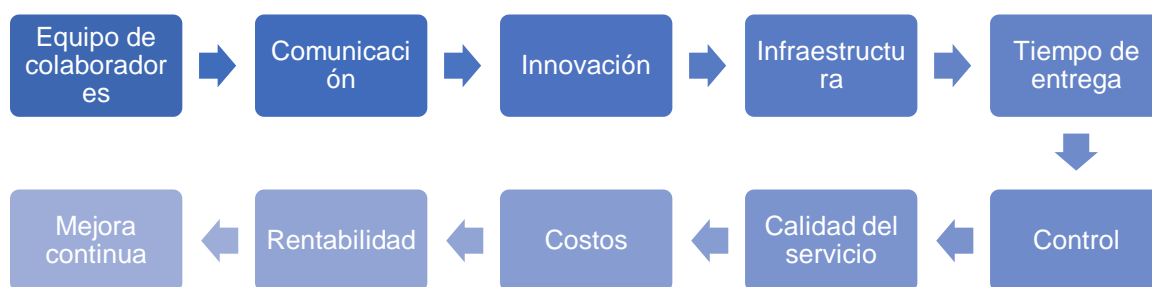 Equipo de
colaborador
es
Comunicaci
ón
Innovación
Infraestructu
ra
Tiempo de
entrega
Control
Calidad del
servicio
Costos
Rentabilidad
Mejora
continua